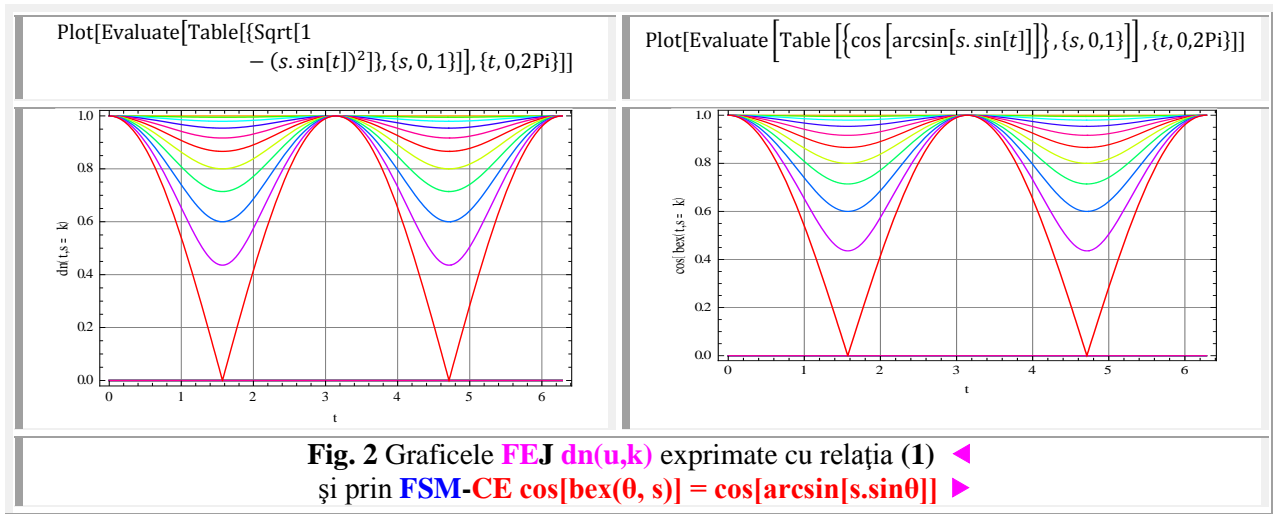 Plot[Evaluate[Table[{Sqrt[1
− (s. sin[t])²]},{s, 0, 1}]],{t, 0,2Pi}]]
Plot[Evaluate[Table[{cos[arcsin[s. sin[t]]]},{s, 0,1}]],{t, 0,2Pi}]]
1.0
0.8
0.6
0.4
0.2
0.0
dn(t,s = k)
0 1 2 3 4 5 6
t
1.0
0.8
0.6
0.4
0.2
0.0
cos[bex(t,s = k)
0 1 2 3 4 5 6
t
Fig. 2 Graficele FEJ dn(u,k) exprimate cu relaţia (1) ◄
şi prin FSM-CE cos[bex(θ, s)] = cos[arcsin[s.sinθ]] ►